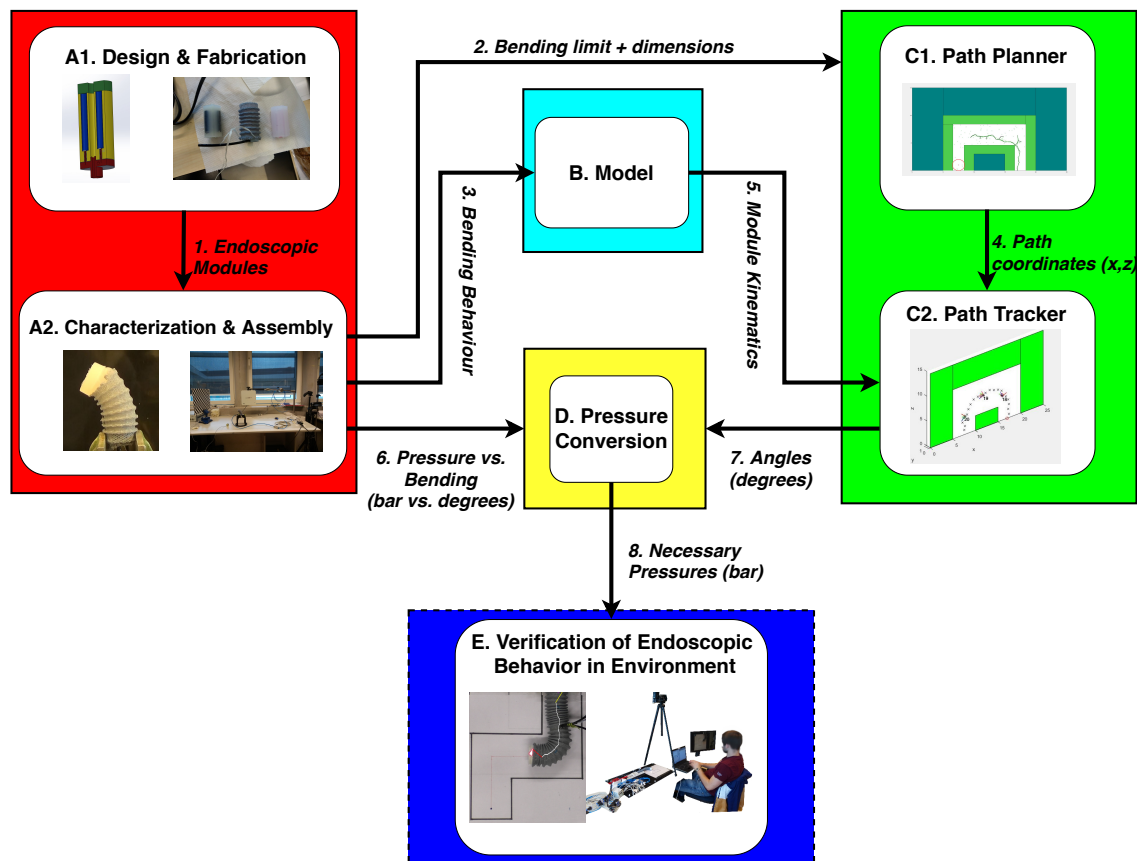 A1. Design & Fabrication
2. Bending limit + dimensions
C1. Path Planner
B. Model
1. Endoscopic
Modules
3. Bending Behaviour
5. Module Kinematics
4. Path
coordinates (x,z)
A2. Characterization & Assembly
C2. Path Tracker
D. Pressure
Conversion
6. Pressure vs.
Bending
(bar vs. degrees)
7. Angles
(degrees)
8. Necessary
Pressures (bar)
E. Verification of Endoscopic
Behavior in Environment